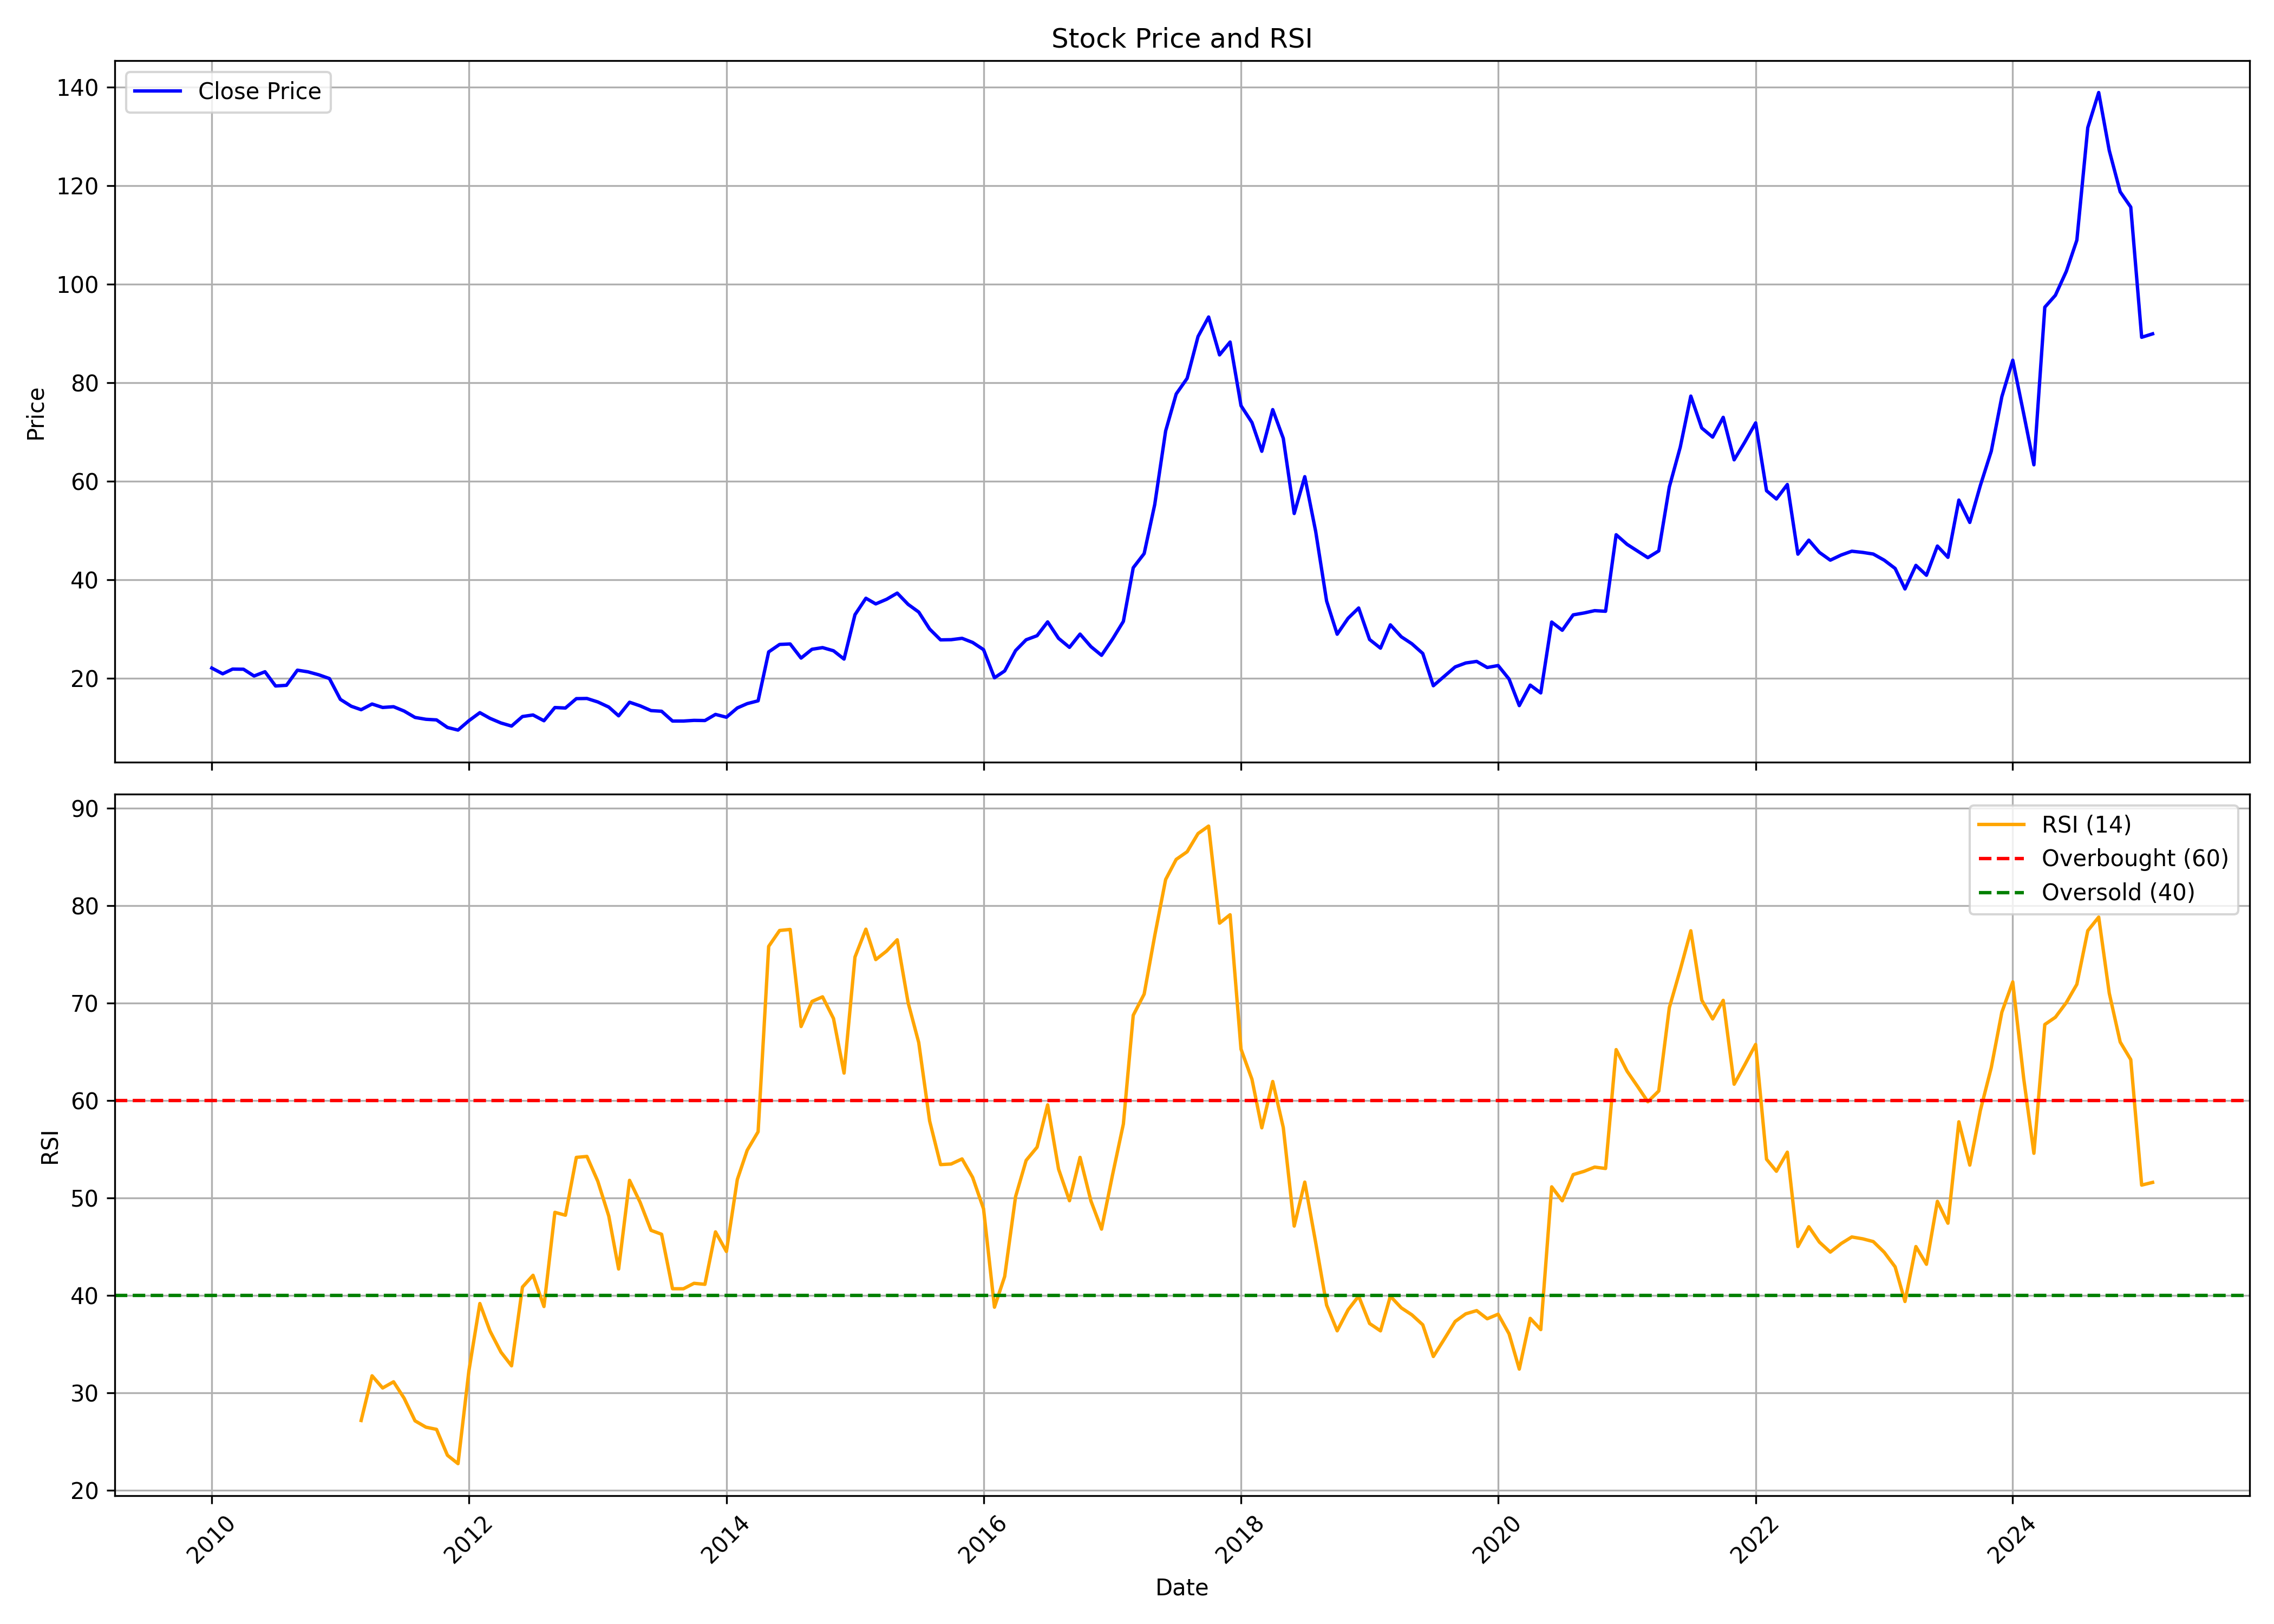 Stock Price and RSI
Close Price
140
120
100
80
60
40
20
Price
90
80
70
60
50
40
30
20
RSI
RSI (14)
Overbought (60)
Oversold (40)
2010
2012
2014
2016
2018
2020
2022
2024
Date